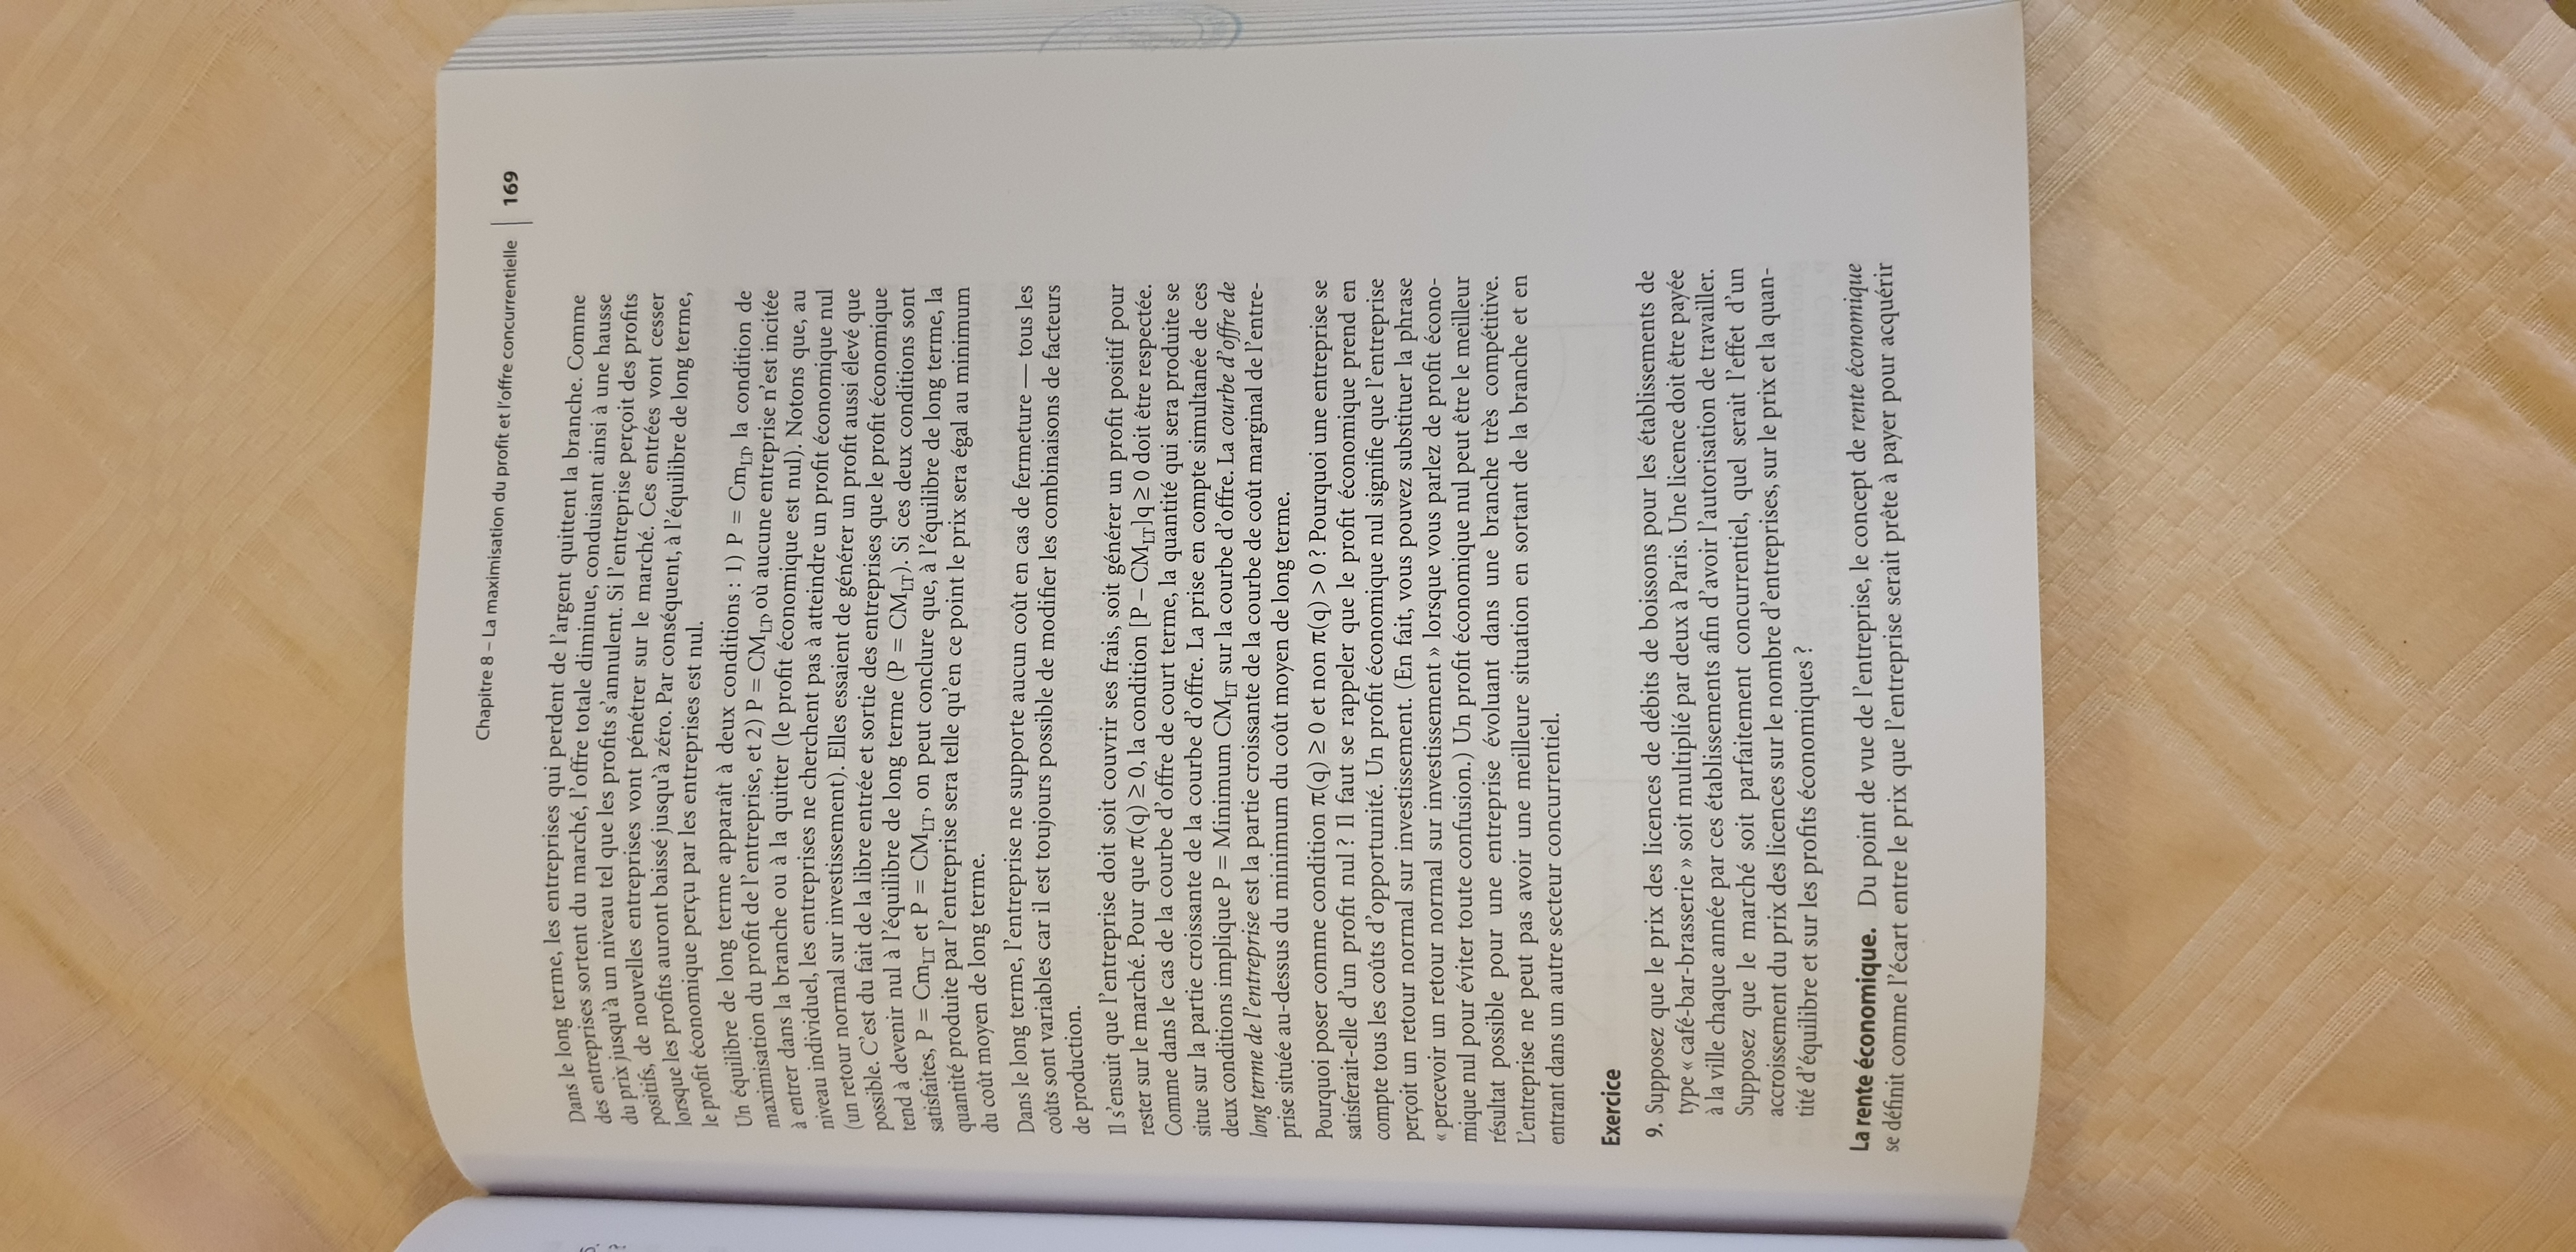 Chapitre 8 – La maximisation du profit et l’offre concurrentielle | 169
Dans le long terme, les entreprises qui perdent de l’argent quittent la branche. Comme
des entreprises sortent du marché, l’offre totale diminue, conduisant ainsi à une hausse
du prix jusqu’à un niveau tel que les profits s’annulent. Si l’entreprise perçoit des profits
positifs, de nouvelles entreprises vont pénétrer sur le marché. Ces entrées vont cesser
lorsque les profits auront baissé jusqu’à zéro. Par conséquent, à l’équilibre de long terme,
le profit économique perçu par les entreprises est nul.
Un équilibre de long terme apparaît à deux conditions : 1) P = Cm_LT, la condition de
maximisation du profit de l’entreprise, et 2) P = CM_LT, où aucune entreprise n’est incitée
à entrer dans la branche ou à la quitter (le profit économique est nul). Notons que, au
niveau individuel, les entreprises ne cherchent pas à atteindre un profit économique nul
(un retour normal sur investissement). Elles essaient de générer un profit aussi élevé que
possible. C’est du fait de la libre entrée et sortie des entreprises que le profit économique
tend à devenir nul à l’équilibre de long terme (P = CM_LT). Si ces deux conditions sont
satisfaites, P = Cm_LT et P = CM_LT, on peut conclure que, à l’équilibre de long terme, la
quantité produite par l’entreprise sera telle qu’en ce point le prix sera égal au minimum
du coût moyen de long terme.
Dans le long terme, l’entreprise ne supporte aucun coût en cas de fermeture — tous les
coûts sont variables car il est toujours possible de modifier les combinaisons de facteurs
de production.
Il s’ensuit que l’entreprise doit soit couvrir ses frais, soit générer un profit positif pour
rester sur le marché. Pour que π(q) ≥ 0, la condition [P – CM_LT]q ≥ 0 doit être respectée.
Comme dans le cas de la courbe d’offre de court terme, la quantité qui sera produite se
situe sur la partie croissante de la courbe d’offre. La prise en compte simultanée de ces
deux conditions implique P = Minimum CM_LT sur la courbe d’offre. La courbe d’offre de
long terme de l’entreprise est la partie croissante de la courbe de coût marginal de l’entre-
prise située au-dessus du minimum du coût moyen de long terme.
Pourquoi poser comme condition π(q) ≥ 0 et non π(q) > 0 ? Pourquoi une entreprise se
satisferait-elle d’un profit nul ? Il faut se rappeler que le profit économique prend en
compte tous les coûts d’opportunité. Un profit économique nul signifie que l’entreprise
perçoit un retour normal sur investissement. (En fait, vous pouvez substituer la phrase
« percevoir un retour normal sur investissement » lorsque vous parlez de profit écono-
mique nul pour éviter toute confusion.) Un profit économique nul peut être le meilleur
résultat possible pour une entreprise évoluant dans une branche très compétitive.
L’entreprise ne peut pas avoir une meilleure situation en sortant de la branche et en
entrant dans un autre secteur concurrentiel.
Exercice
9. Supposez que le prix des licences de débits de boissons pour les établissements de
type « café-bar-brasserie » soit multiplié par deux à Paris. Une licence doit être payée
à la ville chaque année par ces établissements afin d’avoir l’autorisation de travailler.
Supposez que le marché soit parfaitement concurrentiel, quel serait l’effet d’un
accroissement du prix des licences sur le nombre d’entreprises, sur le prix et la quan-
tité d’équilibre et sur les profits économiques ?
La rente économique. Du point de vue de l’entreprise, le concept de rente économique
se définit comme l’écart entre le prix que l’entreprise serait prête à payer pour acquérir